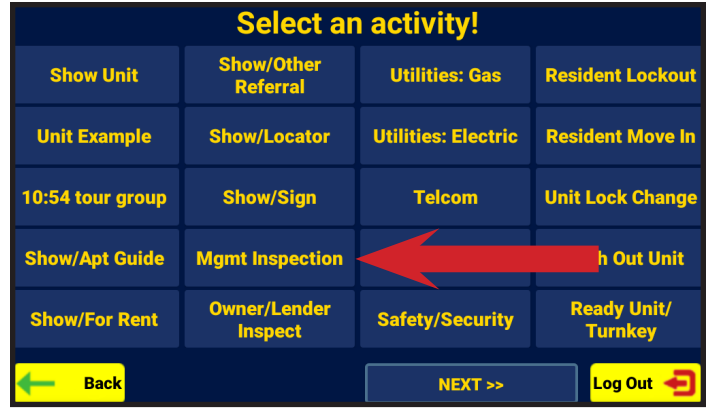 Select an activity!
Show Unit
Show/Other
Referral
Utilities: Gas
Resident Lockout
Unit Example
Show/Locator
Utilities: Electric
Resident Move In
10:54 tour group
Show/Sign
Telcom
Unit Lock Change
Show/Apt Guide
Mgmt Inspection
Out Unit
Show/For Rent
Owner/Lender
Inspect
Safety/Security
Ready Unit/
Turnkey
Back
NEXT >>
Log Out